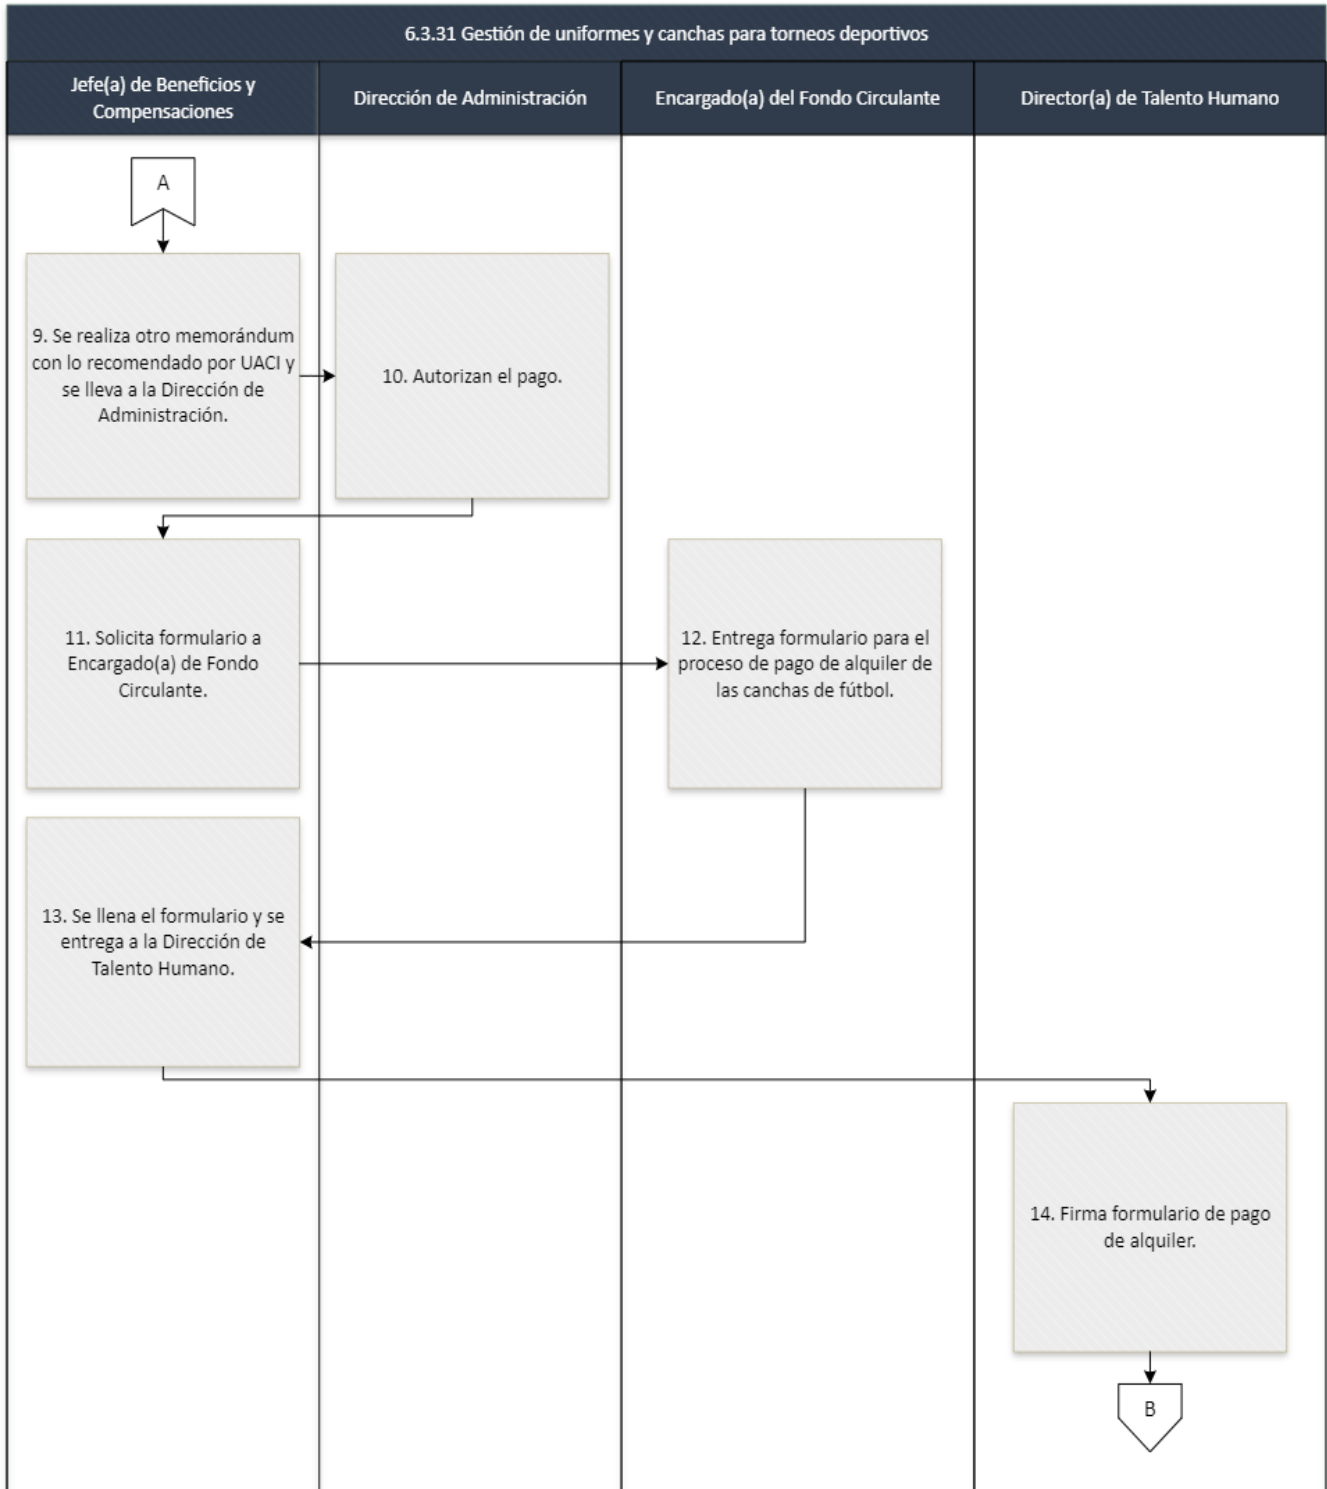 6.3.31 Gestión de uniformes y canchas para torneos deportivos
Jefe(a) de Beneficios y
Compensaciones
Dirección de Administración
Encargado(a) del Fondo Circulante
Director(a) de Talento Humano
A
9. Se realiza otro memorándum
con lo recomendado por UACI y
se lleva a la Dirección de
Administración.
10. Autorizan el pago.
11. Solicita formulario a
Encargado(a) de Fondo
Circulante.
12. Entrega formulario para el
proceso de pago de alquiler de
las canchas de fútbol.
13. Se llena el formulario y se
entrega a la Dirección de
Talento Humano.
14. Firma formulario de pago
de alquiler.
B